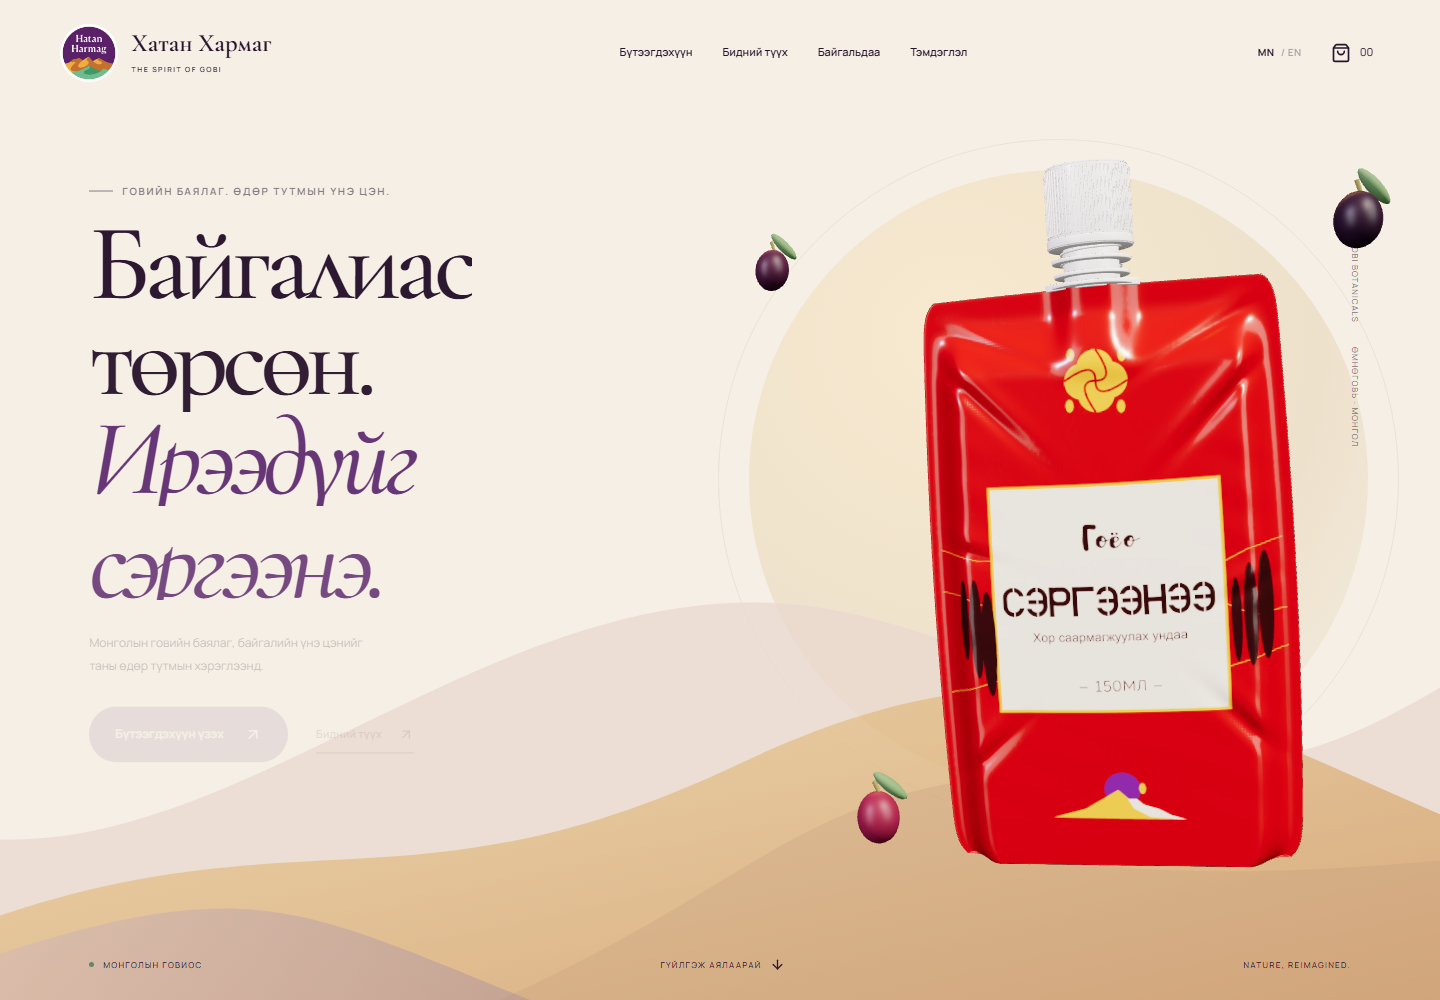 Hatan
Harmag
Хатан Хармаг
THE SPIRIT OF GOBI
Бүтээгдэхүүн
Бидний түүх
Байгальдаа
Тэмдэглэл
MN / EN
00
ГОВИЙН БАЯЛАГ. ӨДӨР ТУТМЫН ҮНЭ ЦЭН.
Байгалиас
төрсөн.
Ирээдүйг
сэргээнэ.
Монголын говийн баялаг, байгалийн үнэ цэнийг
таны өдөр тутмын хэрэглээнд.
Бүтээгдэхүүн үзэх
Бидний түүх
Гоёо
СЭРГЭЭНЭЭ
Хор саармагжуулах ундаа
– 150МЛ –
BOTANICALS
ӨМНӨГОВЬ · МОНГОЛ
МОНГОЛЫН ГОВИОС
ГҮЙЛГЭЖ АЯЛААРАЙ
NATURE, REIMAGINED.